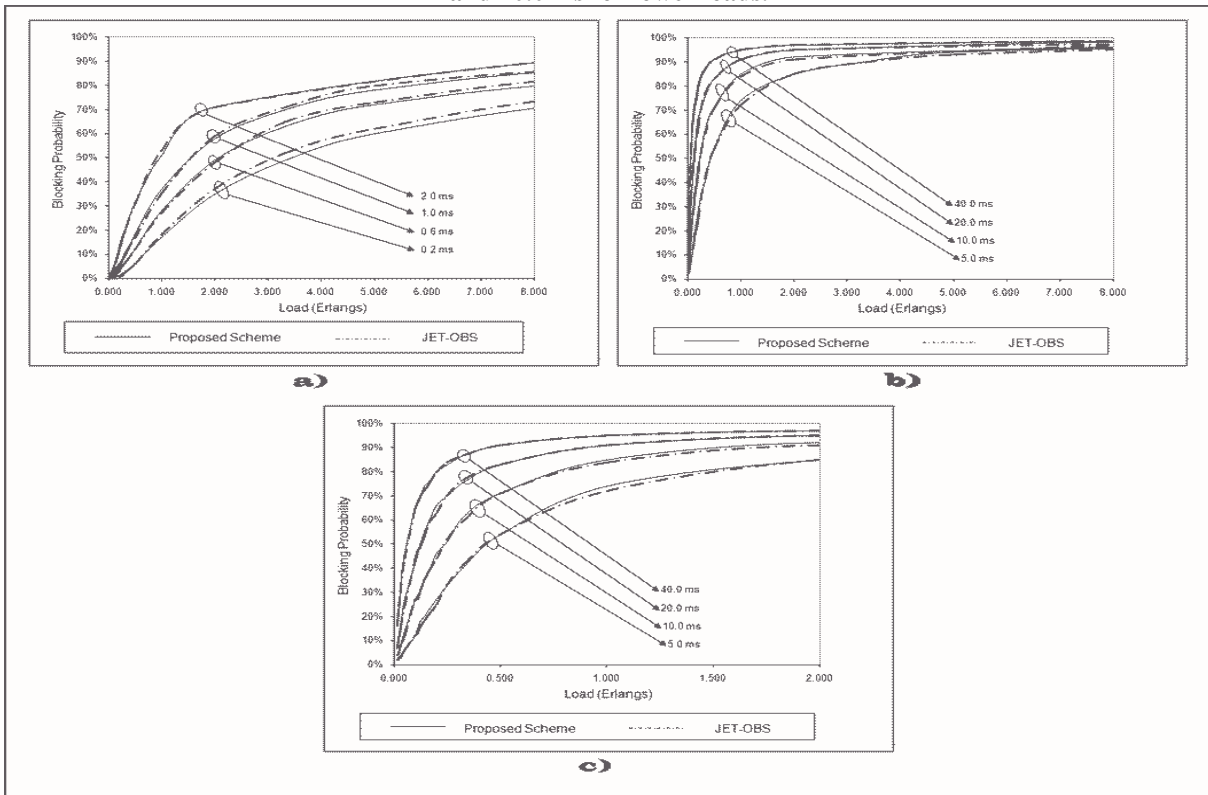 100%
90%
80%
70%
60%
50%
40%
30%
20%
10%
0%
Blocking Probability
2.0 ms
1.0 ms
0.6 ms
0.2 ms
0.000 1.000 2.000 3.000 4.000 5.000 6.000 7.000 8.000
Load (Erlangs)
Proposed Scheme JET-OBS
a)
100%
90%
80%
70%
60%
50%
40%
30%
20%
10%
0%
Blocking Probability
40.0 ms
20.0 ms
10.0 ms
5.0 ms
0.000 1.000 2.000 3.000 4.000 5.000 6.000 7.000 8.000
Load (Erlangs)
Proposed Scheme JET-OBS
b)
100%
90%
80%
70%
60%
50%
40%
30%
20%
10%
0%
Blocking Probability
40.0 ms
20.0 ms
10.0 ms
5.0 ms
0.000 0.500 1.000 1.500 2.000
Load (Erlangs)
Proposed Scheme JET-OBS
c)